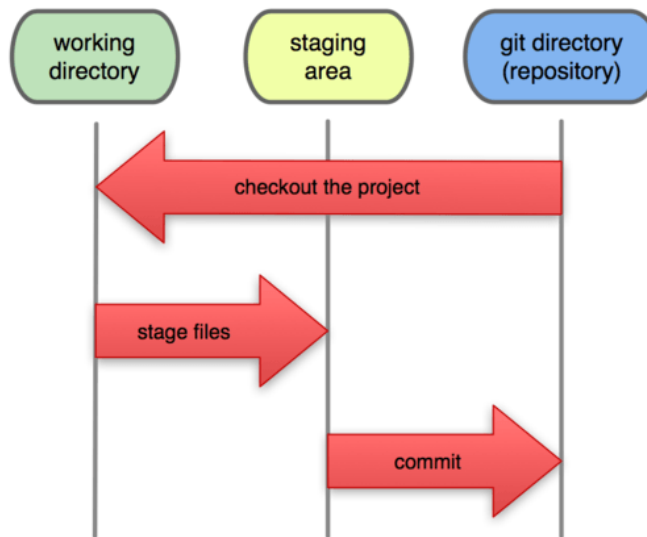 working
directory
staging
area
git directory
(repository)
checkout the project
stage files
commit